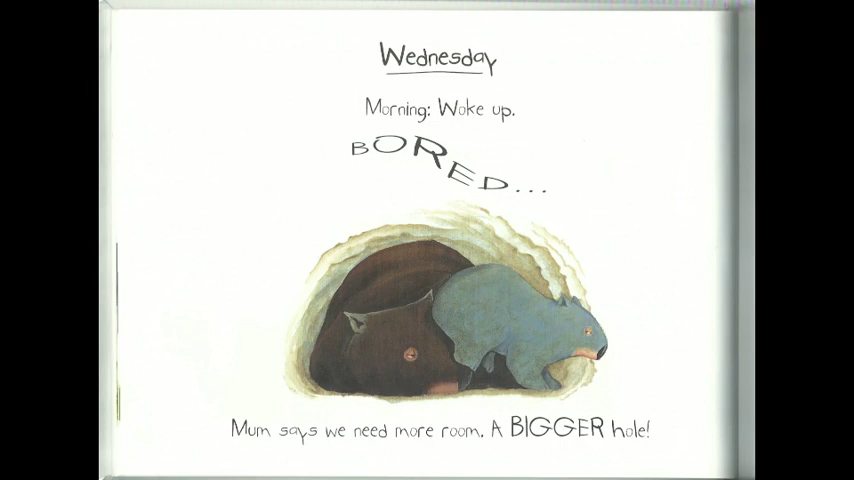 Wednesday
Morning: Woke up.
BORED...
Mum says we need more room. A BIGGER hole!